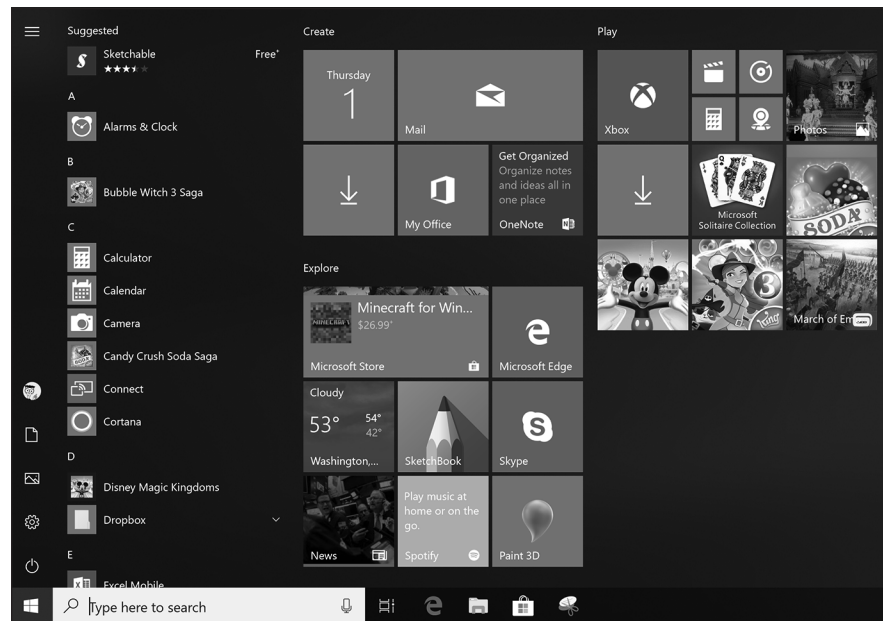 Suggested
Sketchable
Free*
A
Alarms & Clock
B
Bubble Witch 3 Saga
C
Calculator
Calendar
Camera
Candy Crush Soda Saga
Connect
Cortana
D
Disney Magic Kingdoms
Dropbox
E
Excel Mobile
Type here to search
Create
Thursday
1
Mail
My Office
Get Organized
Organize notes
and ideas all in
one place
OneNote
Explore
MINECRAFT
Minecraft for Win...
$26.99*
Microsoft Store
Microsoft Edge
Cloudy
53°
54°
42°
Washington,...
SketchBook
Skype
News
Play music at
home or on the
go.
Spotify
Paint 3D
Play
Xbox
Photos
Microsoft
Solitaire Collection
SODA
3
King
March of Em